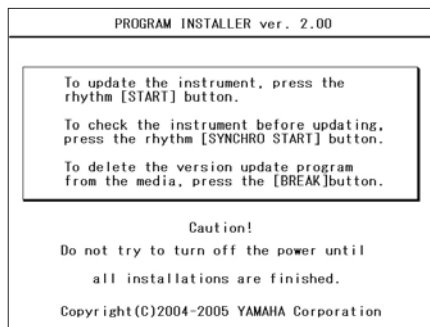 PROGRAM INSTALLER ver. 2.00
To update the instrument, press the
rhythm [START] button.
To check the instrument before updating,
press the rhythm [SYNCHRO START] button.
To delete the version update program
from the media, press the [BREAK]button.
Caution!
Do not try to turn off the power until
all installations are finished.
Copyright(C)2004-2005 YAMAHA Corporation